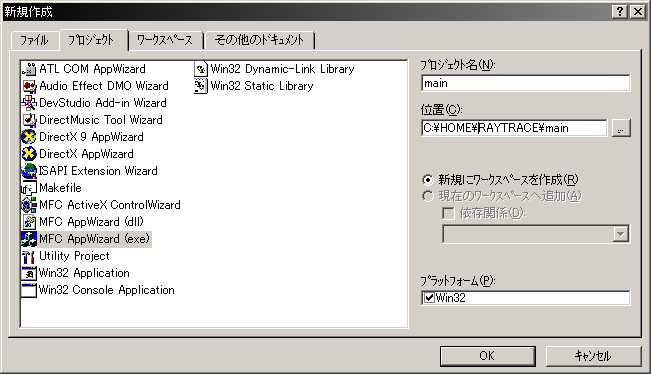 新規作成
ファイル
プロジェクト
ワークスペース
その他のドキュメント
ATL COM AppWizard
Audio Effect DMO Wizard
DevStudio Add-in Wizard
DirectMusic Tool Wizard
DirectX 9 AppWizard
DirectX AppWizard
ISAPI Extension Wizard
Makefile
MFC ActiveX ControlWizard
MFC AppWizard (dll)
MFC AppWizard (exe)
Utility Project
Win32 Application
Win32 Console Application
Win32 Dynamic-Link Library
Win32 Static Library
プロジェクト名(N):
main
位置(C):
C:¥HOME¥RAYTRACE¥main
...
新規にワークスペースを作成(R)
現在のワークスペースへ追加(A)
依存関係(D):
プラットフォーム(P):
Win32
OK
キャンセル